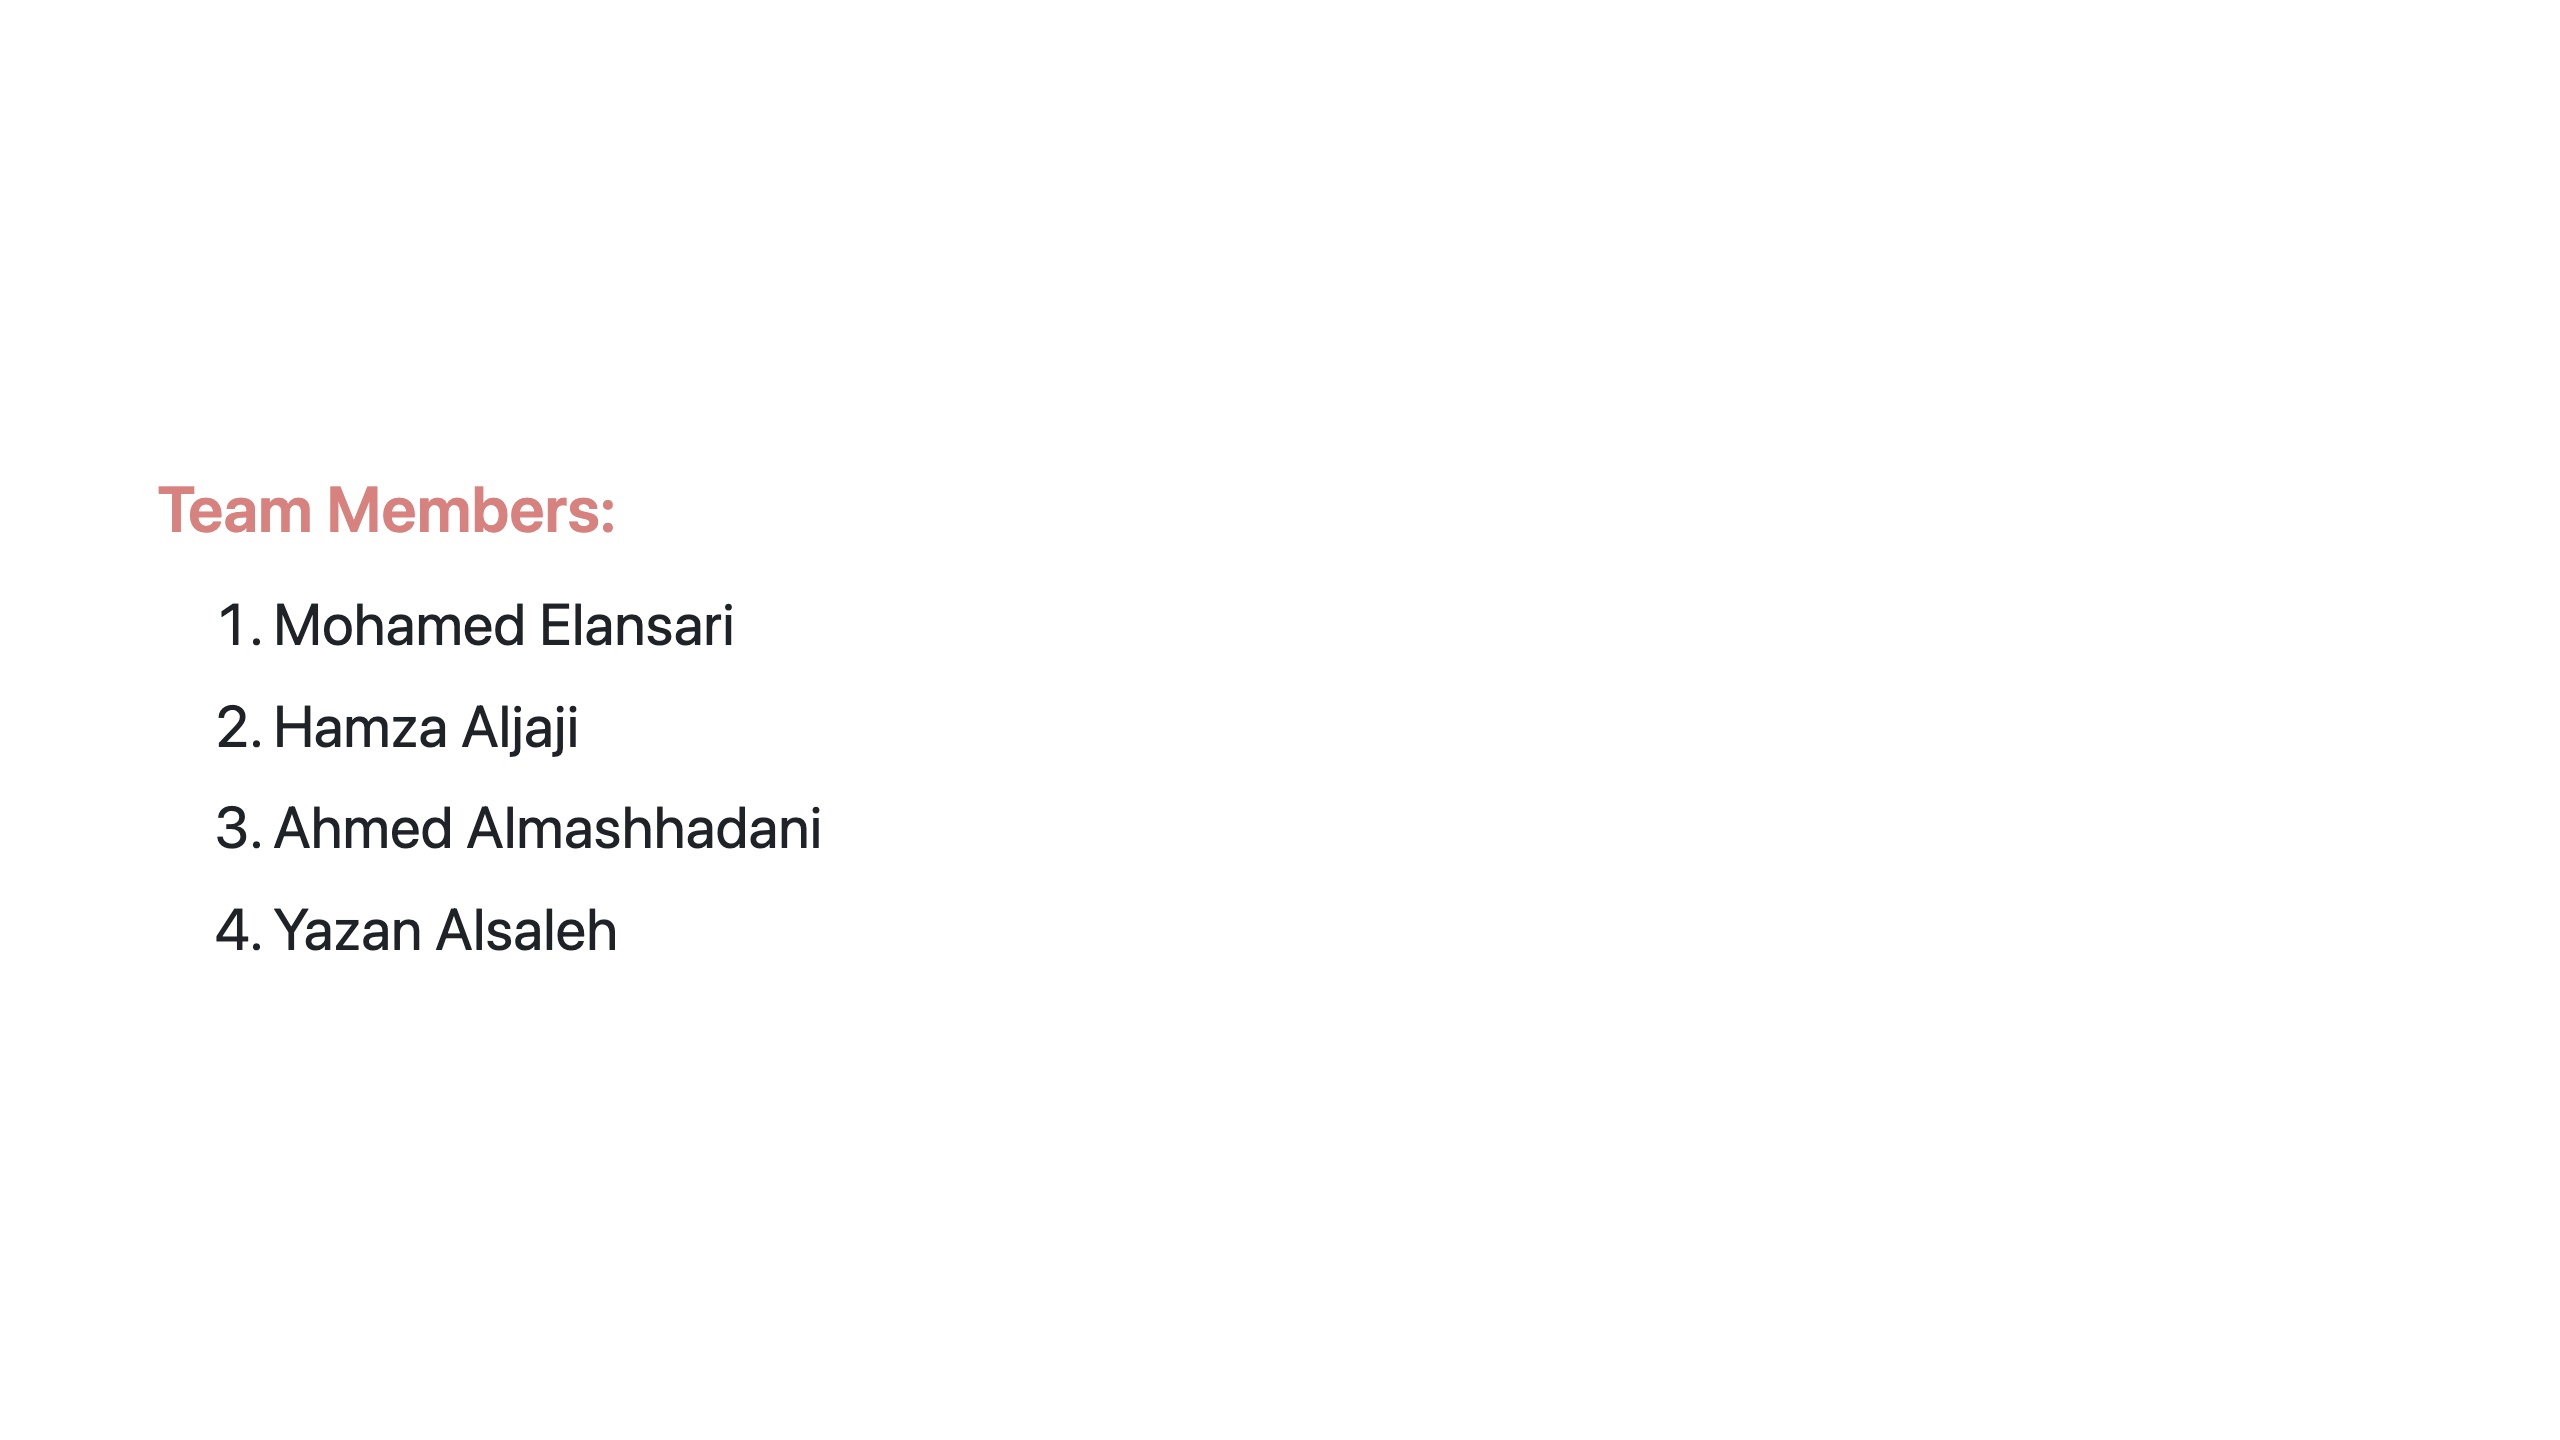 Team Members:
1. Mohamed Elansari
2. Hamza Aljaji
3. Ahmed Almashhadani
4. Yazan Alsaleh